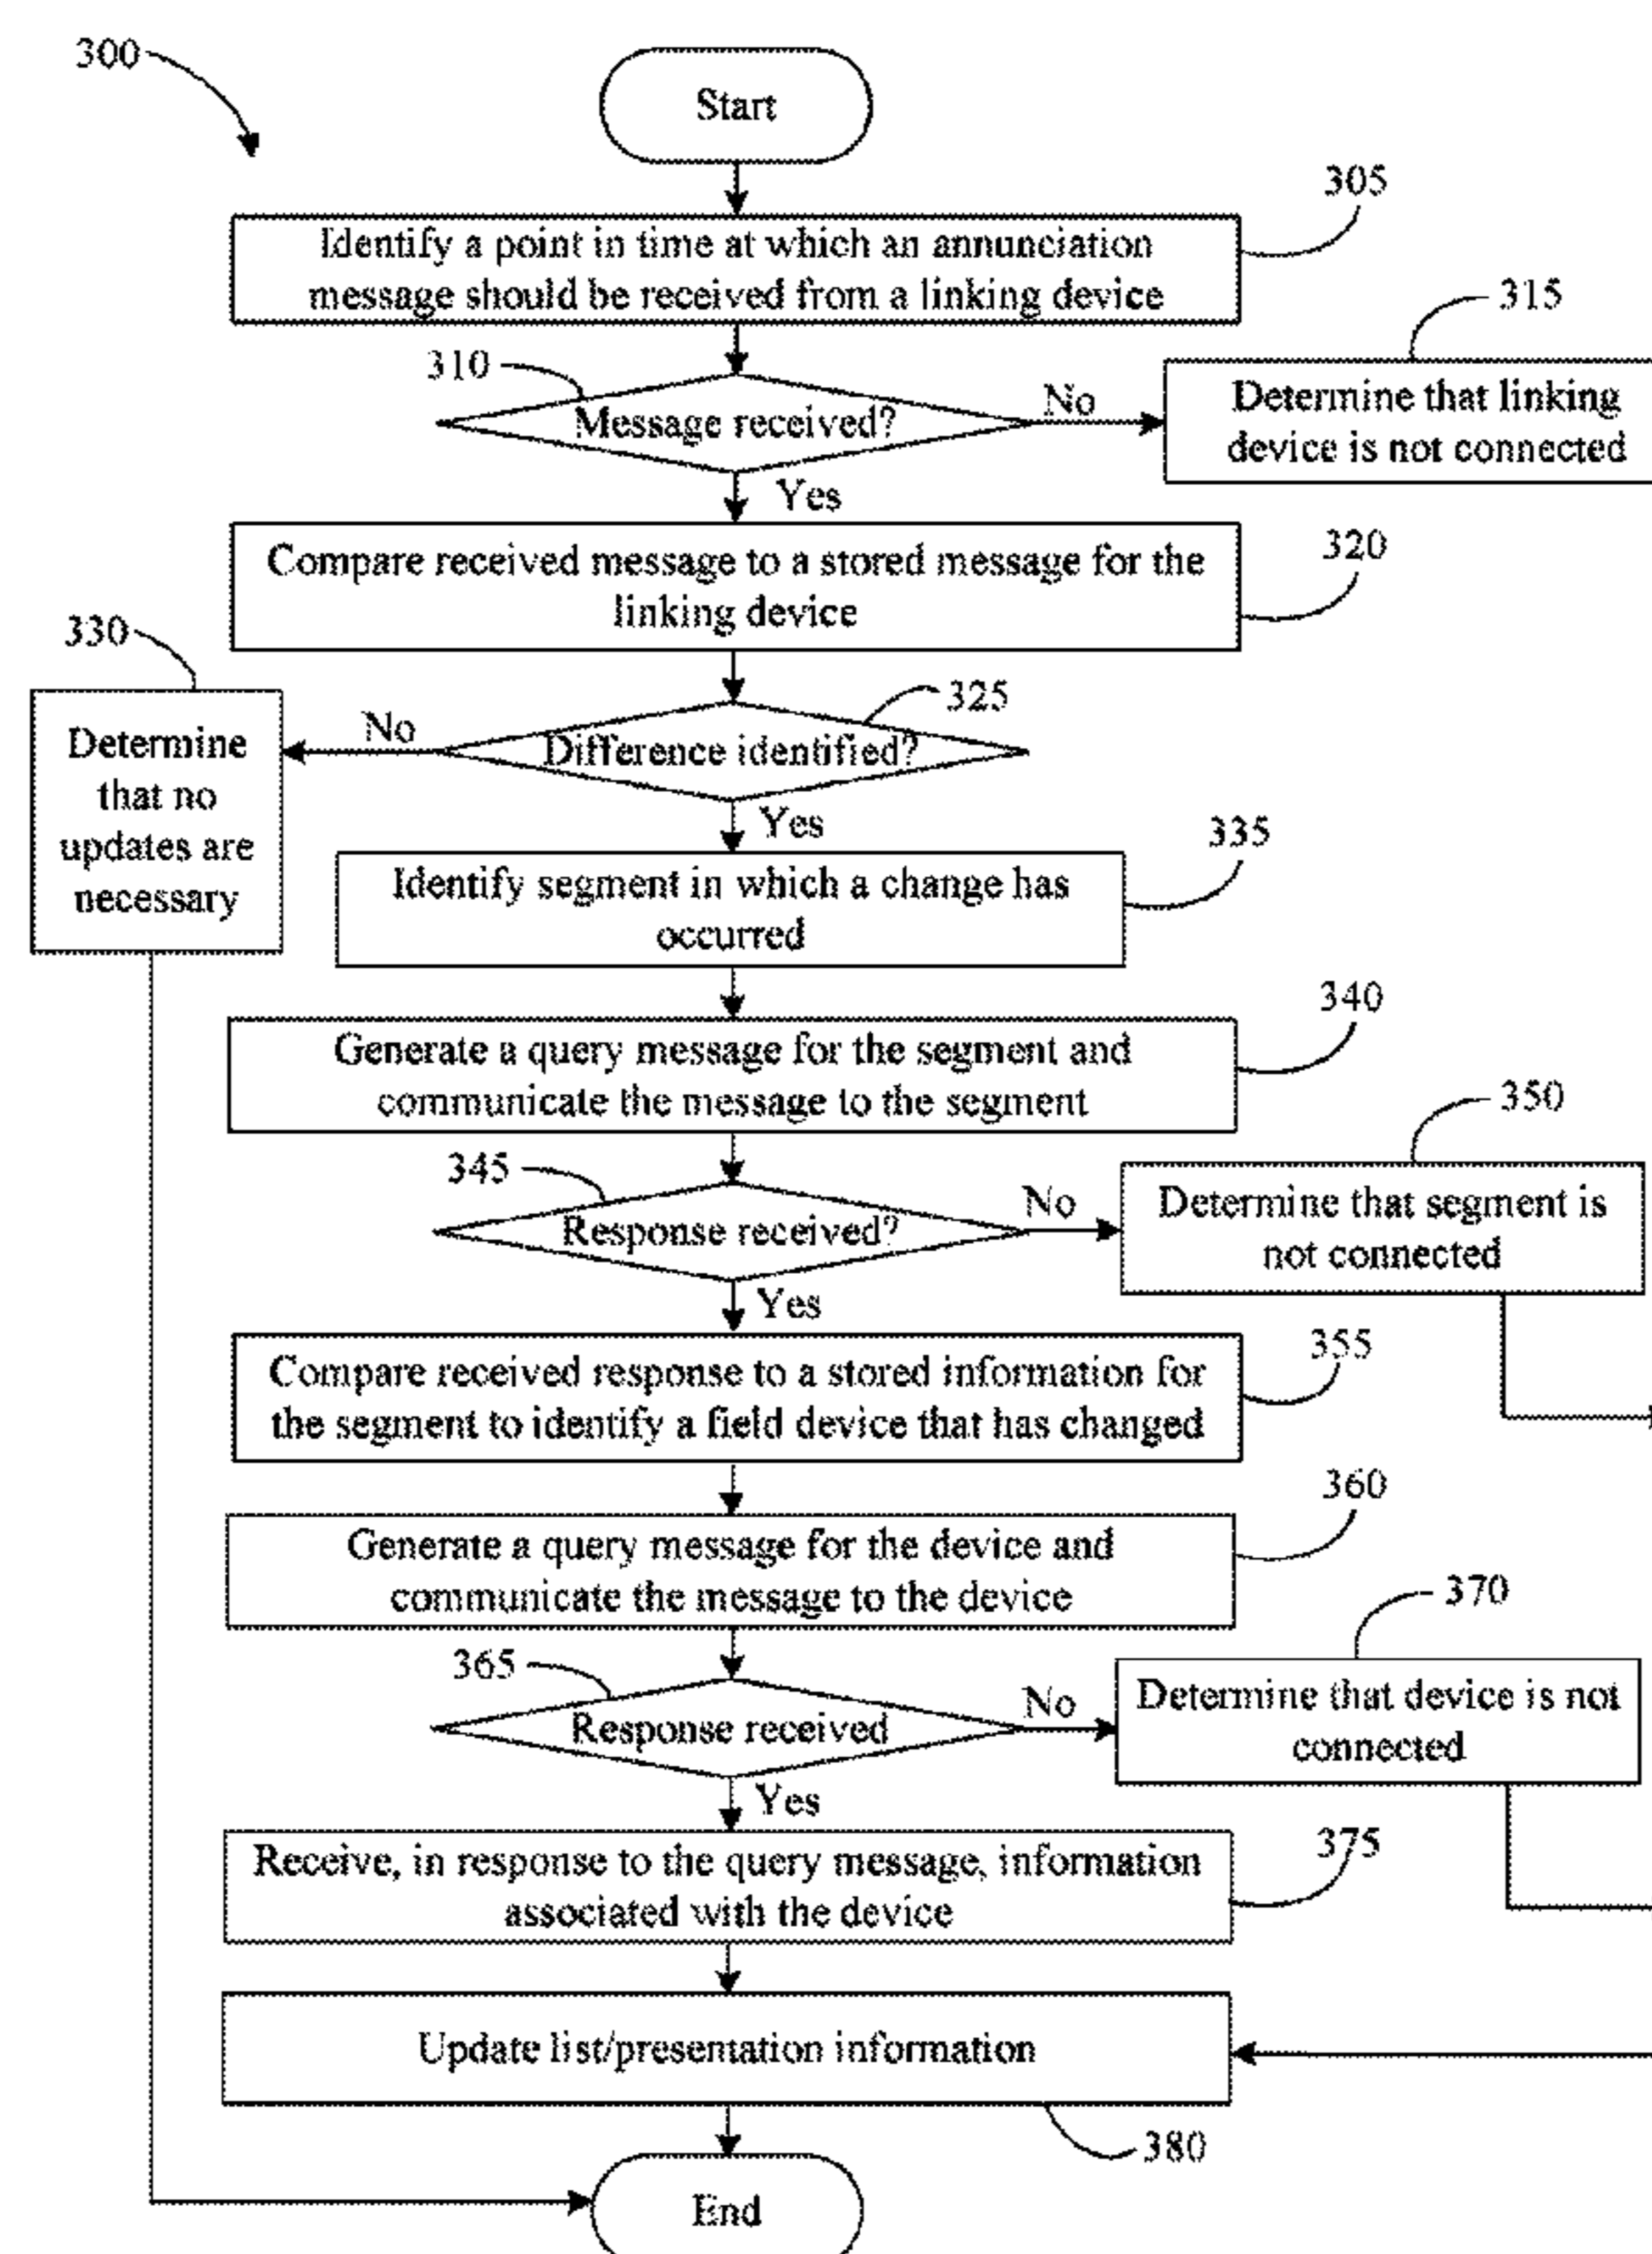 300
Start
305
Identify a point in time at which an annunciation
message should be received from a linking device
315
310
Message received?
No
Determine that linking
device is not connected
Yes
320
Compare received message to a stored message for the
linking device
330
325
Difference identified?
No
Determine
that no
updates are
necessary
Yes
335
Identify segment in which a change has
occurred
340
Generate a query message for the segment and
communicate the message to the segment
350
345
Response received?
No
Determine that segment is
not connected
Yes
355
Compare received response to a stored information for
the segment to identify a field device that has changed
360
Generate a query message for the device and
communicate the message to the device
370
365
Response received
No
Determine that device is not
connected
Yes
375
Receive, in response to the query message, information
associated with the device
Update list/presentation information
380
End